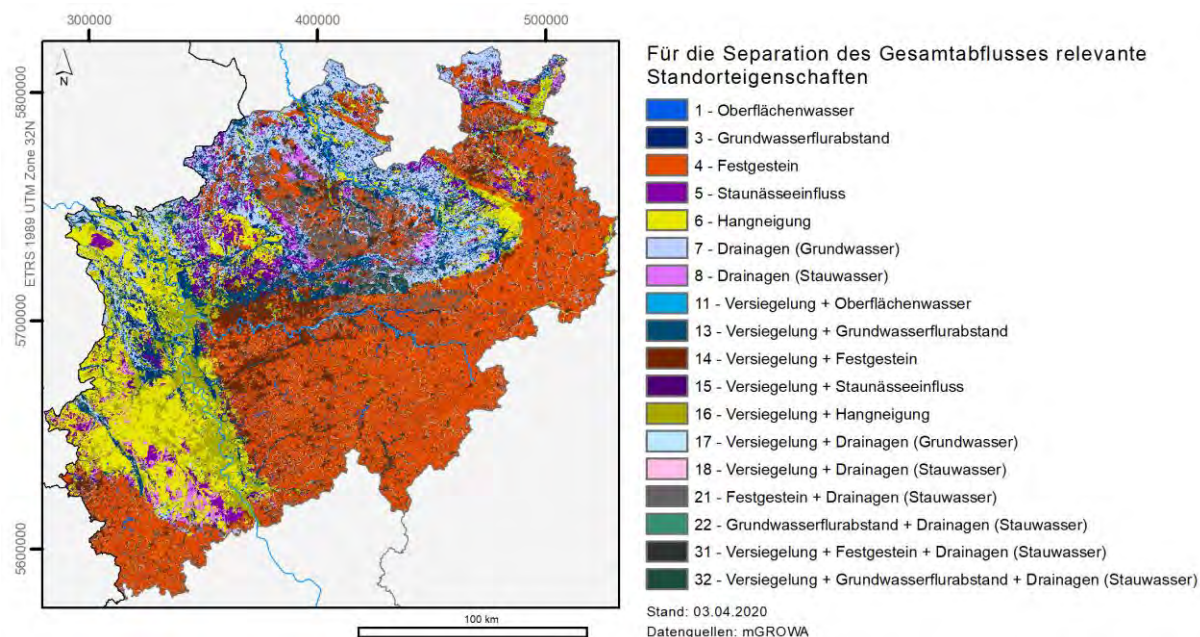 300000
400000
500000
N
ETRS 1989 UTM Zone 32N
5800000
5700000
5600000
100 km
Für die Separation des Gesamtabflusses relevante
Standorteigenschaften
1 - Oberflächenwasser
3 - Grundwasserflurabstand
4 - Festgestein
5 - Staunässeeinfluss
6 - Hangneigung
7 - Drainagen (Grundwasser)
8 - Drainagen (Stauwasser)
11 - Versiegelung + Oberflächenwasser
13 - Versiegelung + Grundwasserflurabstand
14 - Versiegelung + Festgestein
15 - Versiegelung + Staunässeeinfluss
16 - Versiegelung + Hangneigung
17 - Versiegelung + Drainagen (Grundwasser)
18 - Versiegelung + Drainagen (Stauwasser)
21 - Festgestein + Drainagen (Stauwasser)
22 - Grundwasserflurabstand + Drainagen (Stauwasser)
31 - Versiegelung + Festgestein + Drainagen (Stauwasser)
32 - Versiegelung + Grundwasserflurabstand + Drainagen (Stauwasser)
Stand: 03.04.2020
Datenquellen: mGROWA